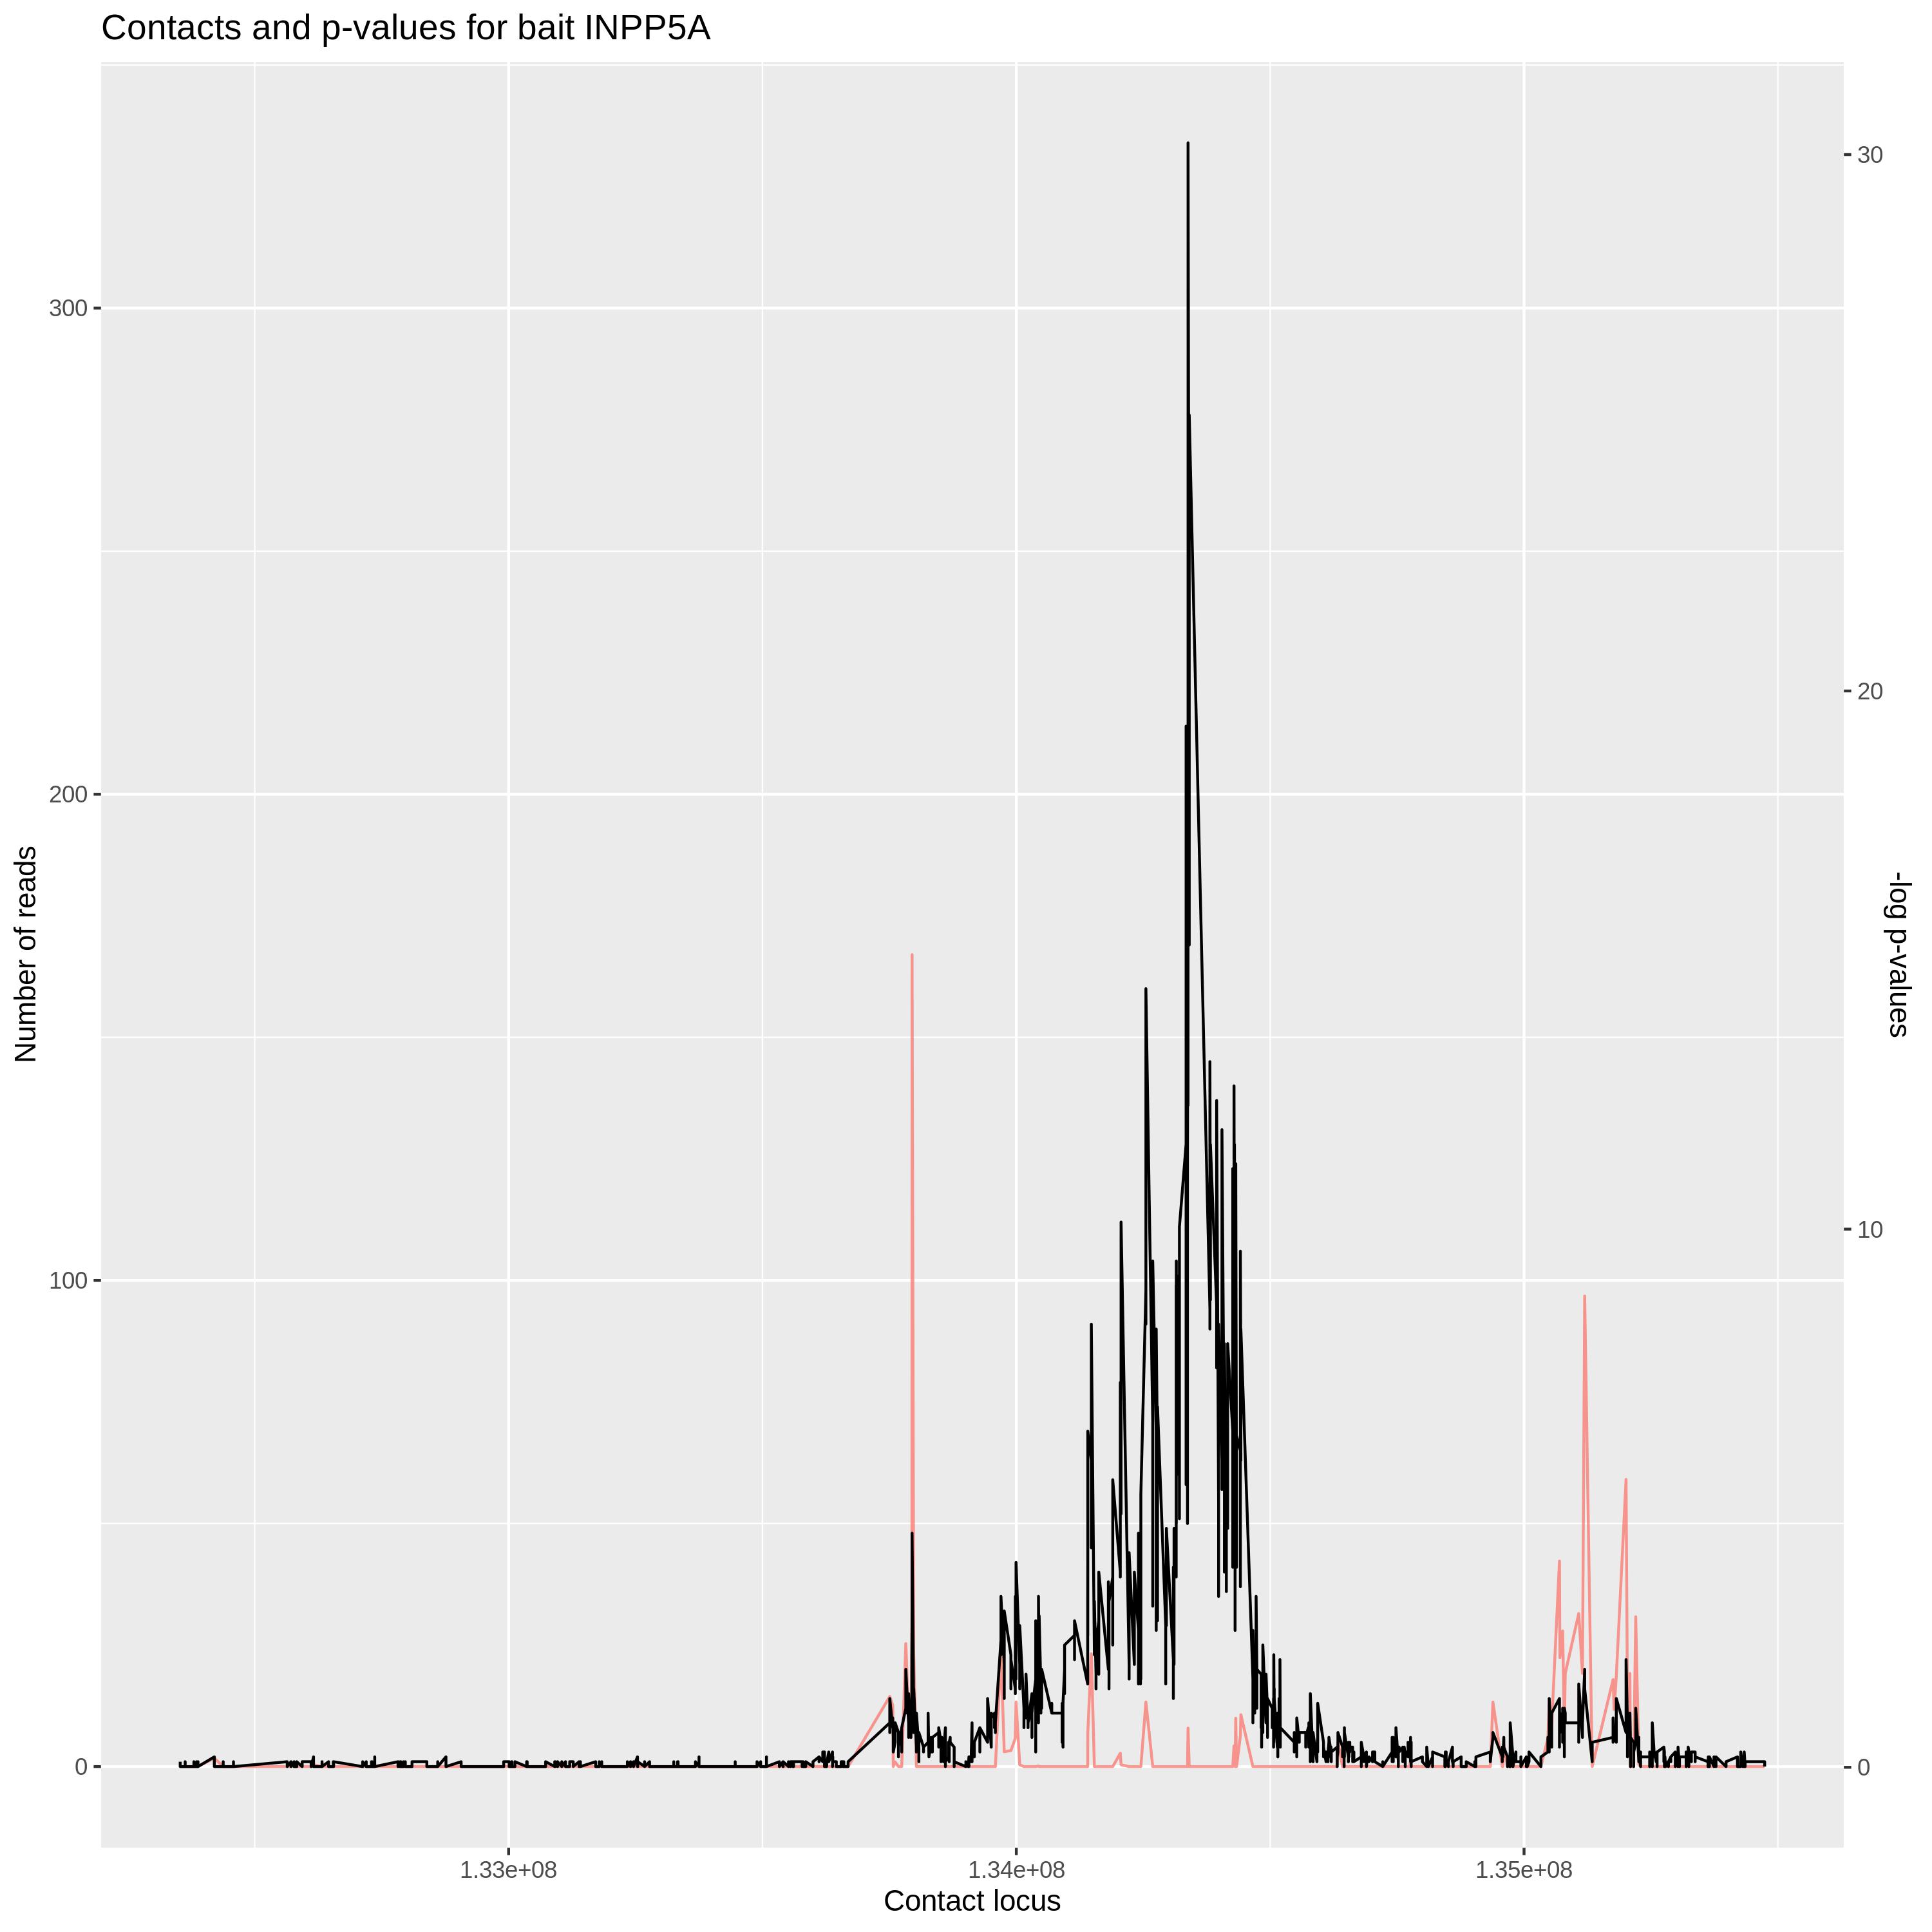 Contacts and p-values for bait INPP5A
Number of reads
300
200
100
0
30
20
10
0
-log p-values
1.33e+08
1.34e+08
1.35e+08
Contact locus